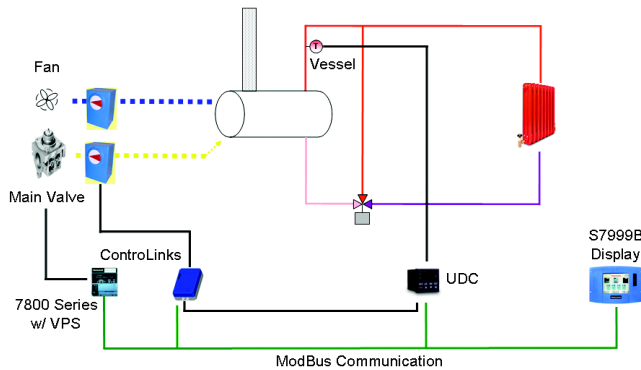 Fan
T
Vessel
Main Valve
ControLinks
7800 Series
w/ VPS
UDC
S7999B
Display
ModBus Communication